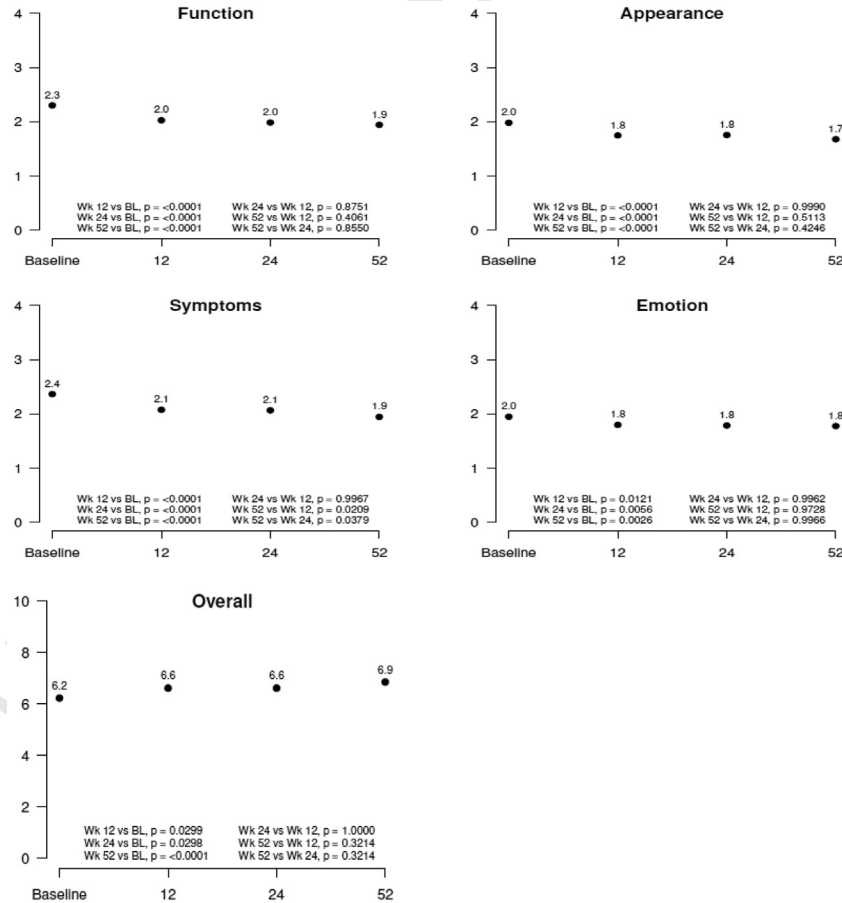 Function
4
3
2
1
0
2.3
2.0
2.0
1.9
Wk 12 vs BL, p = <0.0001 Wk 24 vs Wk 12, p = 0.8751
Wk 24 vs BL, p = <0.0001 Wk 52 vs Wk 12, p = 0.4061
Wk 52 vs BL, p = <0.0001 Wk 52 vs Wk 24, p = 0.8550
Baseline 12 24 52
Appearance
4
3
2
1
0
2.0
1.8
1.8
1.7
Wk 12 vs BL, p = <0.0001 Wk 24 vs Wk 12, p = 0.9990
Wk 24 vs BL, p = <0.0001 Wk 52 vs Wk 12, p = 0.5113
Wk 52 vs BL, p = <0.0001 Wk 52 vs Wk 24, p = 0.4246
Baseline 12 24 52
Symptoms
4
3
2
1
0
2.4
2.1
2.1
1.9
Wk 12 vs BL, p = <0.0001 Wk 24 vs Wk 12, p = 0.9967
Wk 24 vs BL, p = <0.0001 Wk 52 vs Wk 12, p = 0.0209
Wk 52 vs BL, p = <0.0001 Wk 52 vs Wk 24, p = 0.0379
Baseline 12 24 52
Emotion
4
3
2
1
0
2.0
1.8
1.8
1.8
Wk 12 vs BL, p = 0.0121 Wk 24 vs Wk 12, p = 0.9962
Wk 24 vs BL, p = 0.0056 Wk 52 vs Wk 12, p = 0.9728
Wk 52 vs BL, p = 0.0026 Wk 52 vs Wk 24, p = 0.9966
Baseline 12 24 52
Overall
10
8
6
4
2
0
6.2
6.6
6.6
6.9
Wk 12 vs BL, p = 0.0299 Wk 24 vs Wk 12, p = 1.0000
Wk 24 vs BL, p = 0.0298 Wk 52 vs Wk 12, p = 0.3214
Wk 52 vs BL, p = <0.0001 Wk 52 vs Wk 24, p = 0.3214
Baseline 12 24 52